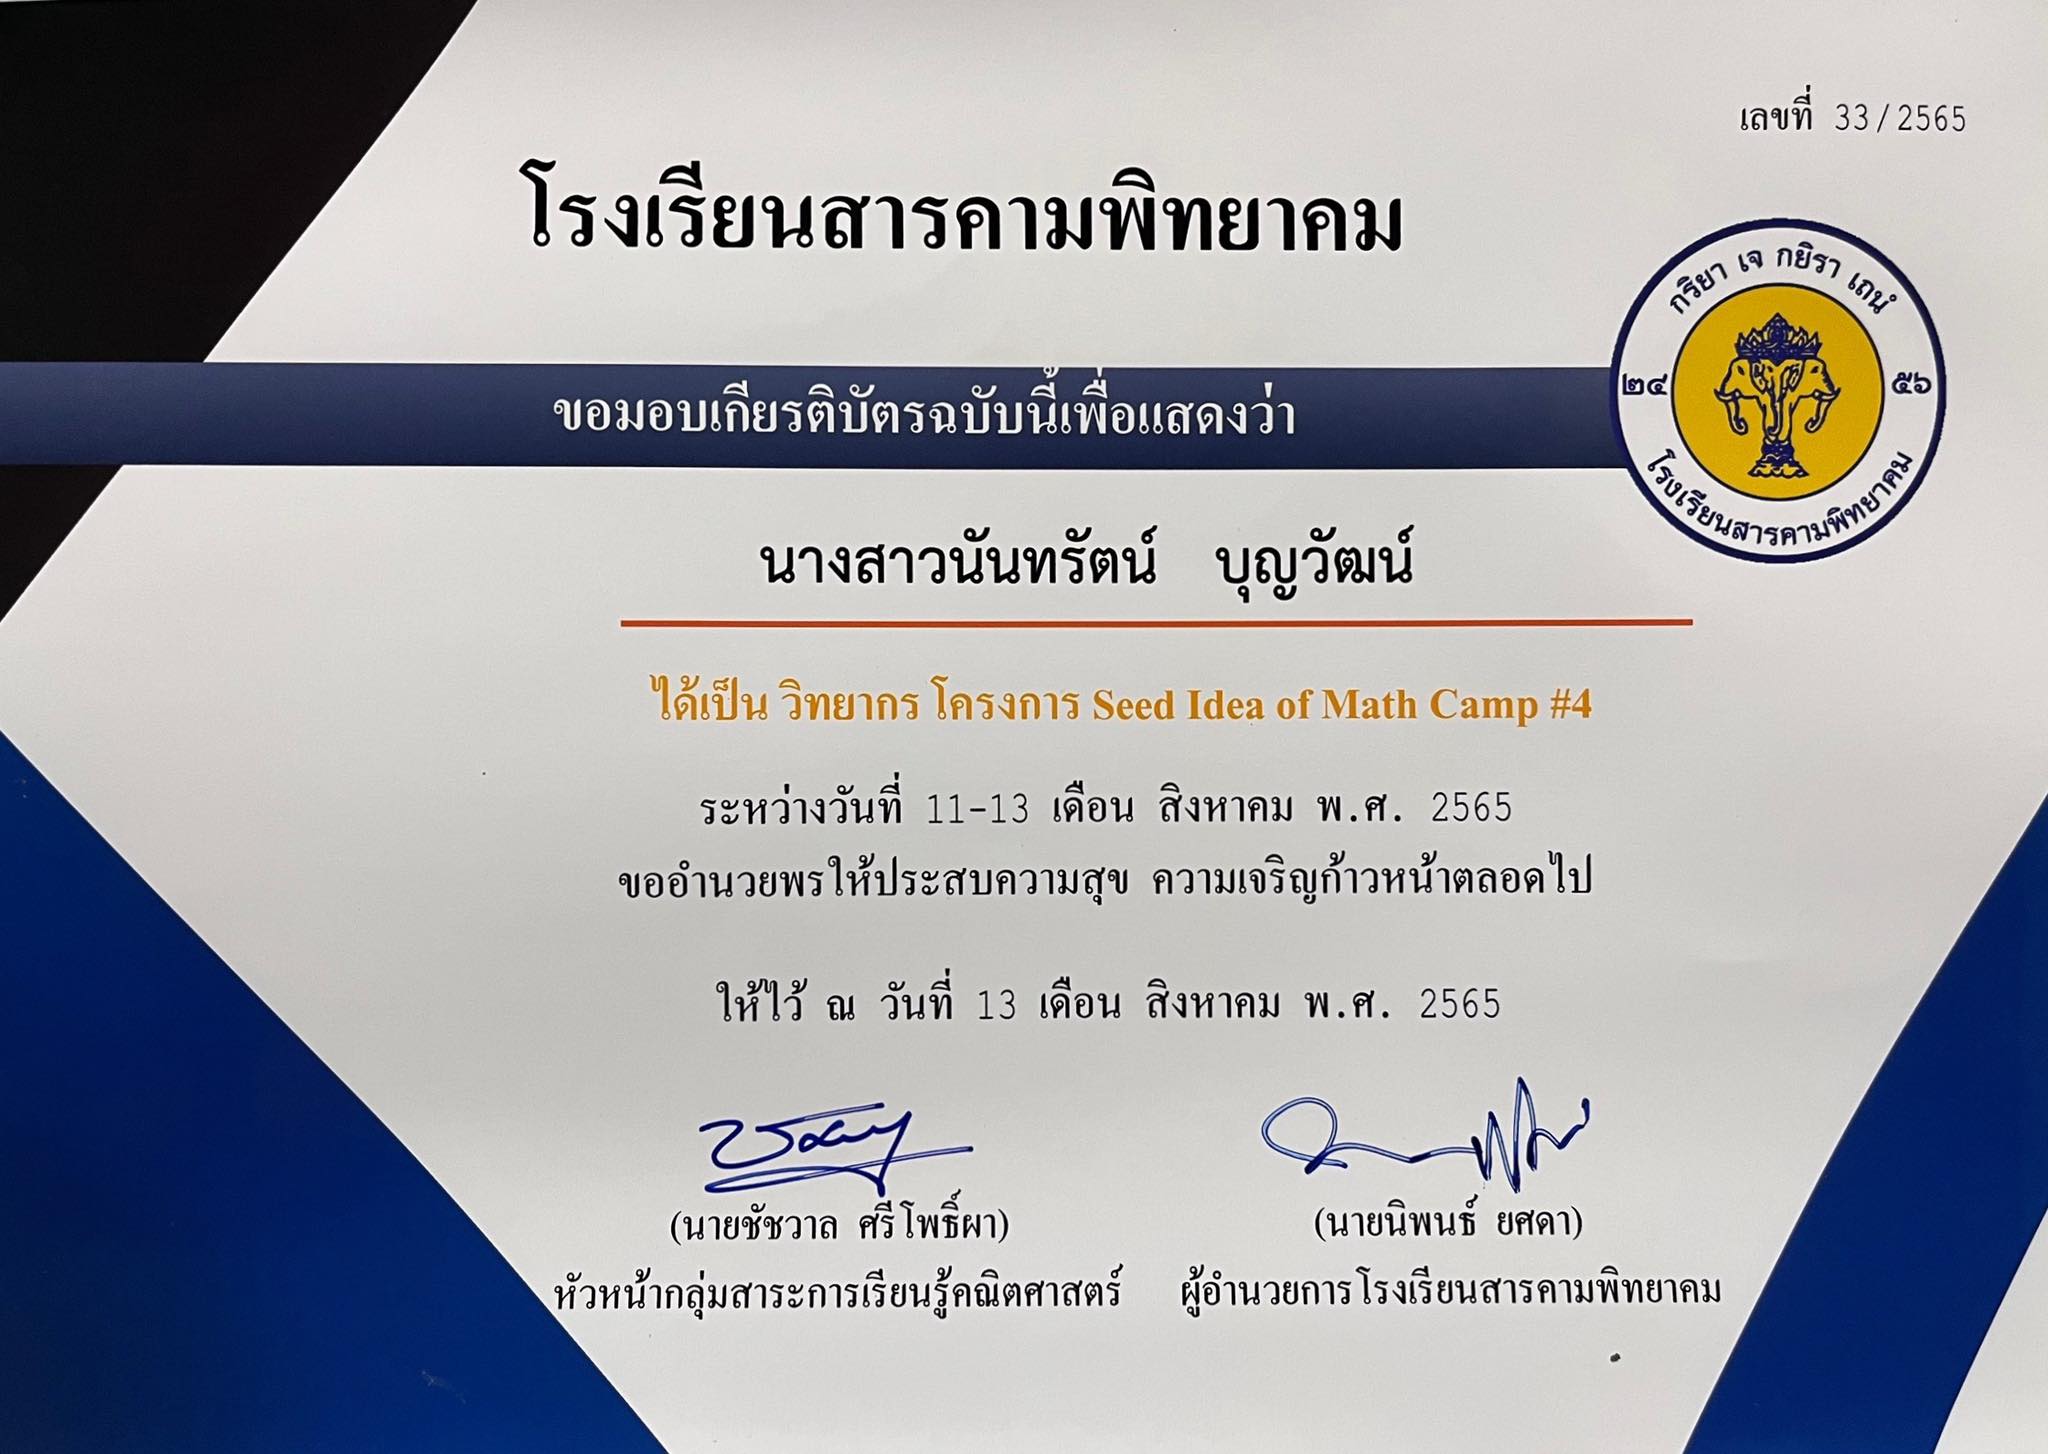 เลขที่ 33/2565
โรงเรียนสารคามพิทยาคม
กริยา เจ กยิรา เถนํ
๒๔ ๕๖
โรงเรียนสารคามพิทยาคม
ขอมอบเกียรติบัตรฉบับนี้เพื่อแสดงว่า
นางสาวนันทรัตน์ บุญวัฒน์
ได้เป็น วิทยากร โครงการ Seed Idea of Math Camp #4
ระหว่างวันที่ 11-13 เดือน สิงหาคม พ.ศ. 2565
ขออำนวยพรให้ประสบความสุข ความเจริญก้าวหน้าตลอดไป
ให้ไว้ ณ วันที่ 13 เดือน สิงหาคม พ.ศ. 2565
(นายชัชวาล ศรีโพธิ์ผา) (นายนิพนธ์ ยศดา)
หัวหน้ากลุ่มสาระการเรียนรู้คณิตศาสตร์ ผู้อำนวยการโรงเรียนสารคามพิทยาคม